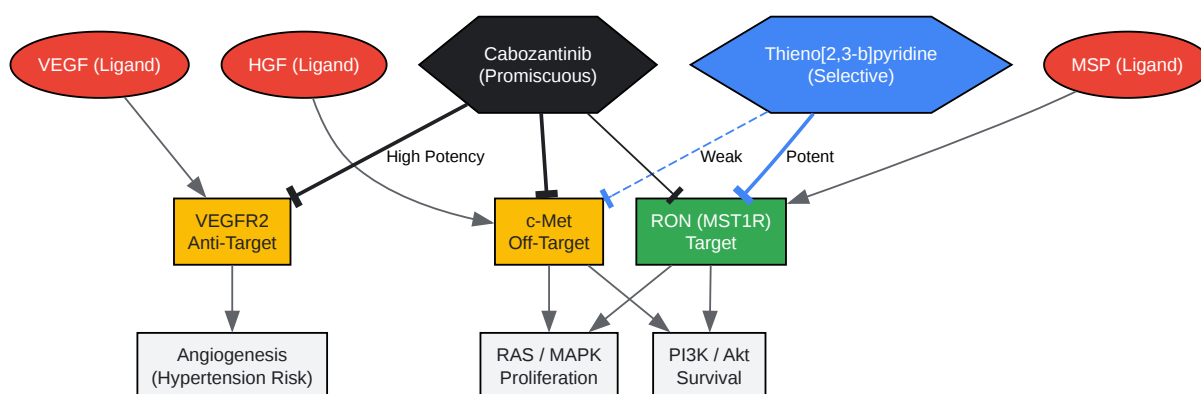 VEGF (Ligand)
HGF (Ligand)
Cabozantinib
(Promiscuous)
Thieno[2,3-b]pyridine
(Selective)
MSP (Ligand)
High Potency
Weak
Potent
VEGFR2
Anti-Target
c-Met
Off-Target
RON (MST1R)
Target
Angiogenesis
(Hypertension Risk)
RAS / MAPK
Proliferation
PI3K / Akt
Survival